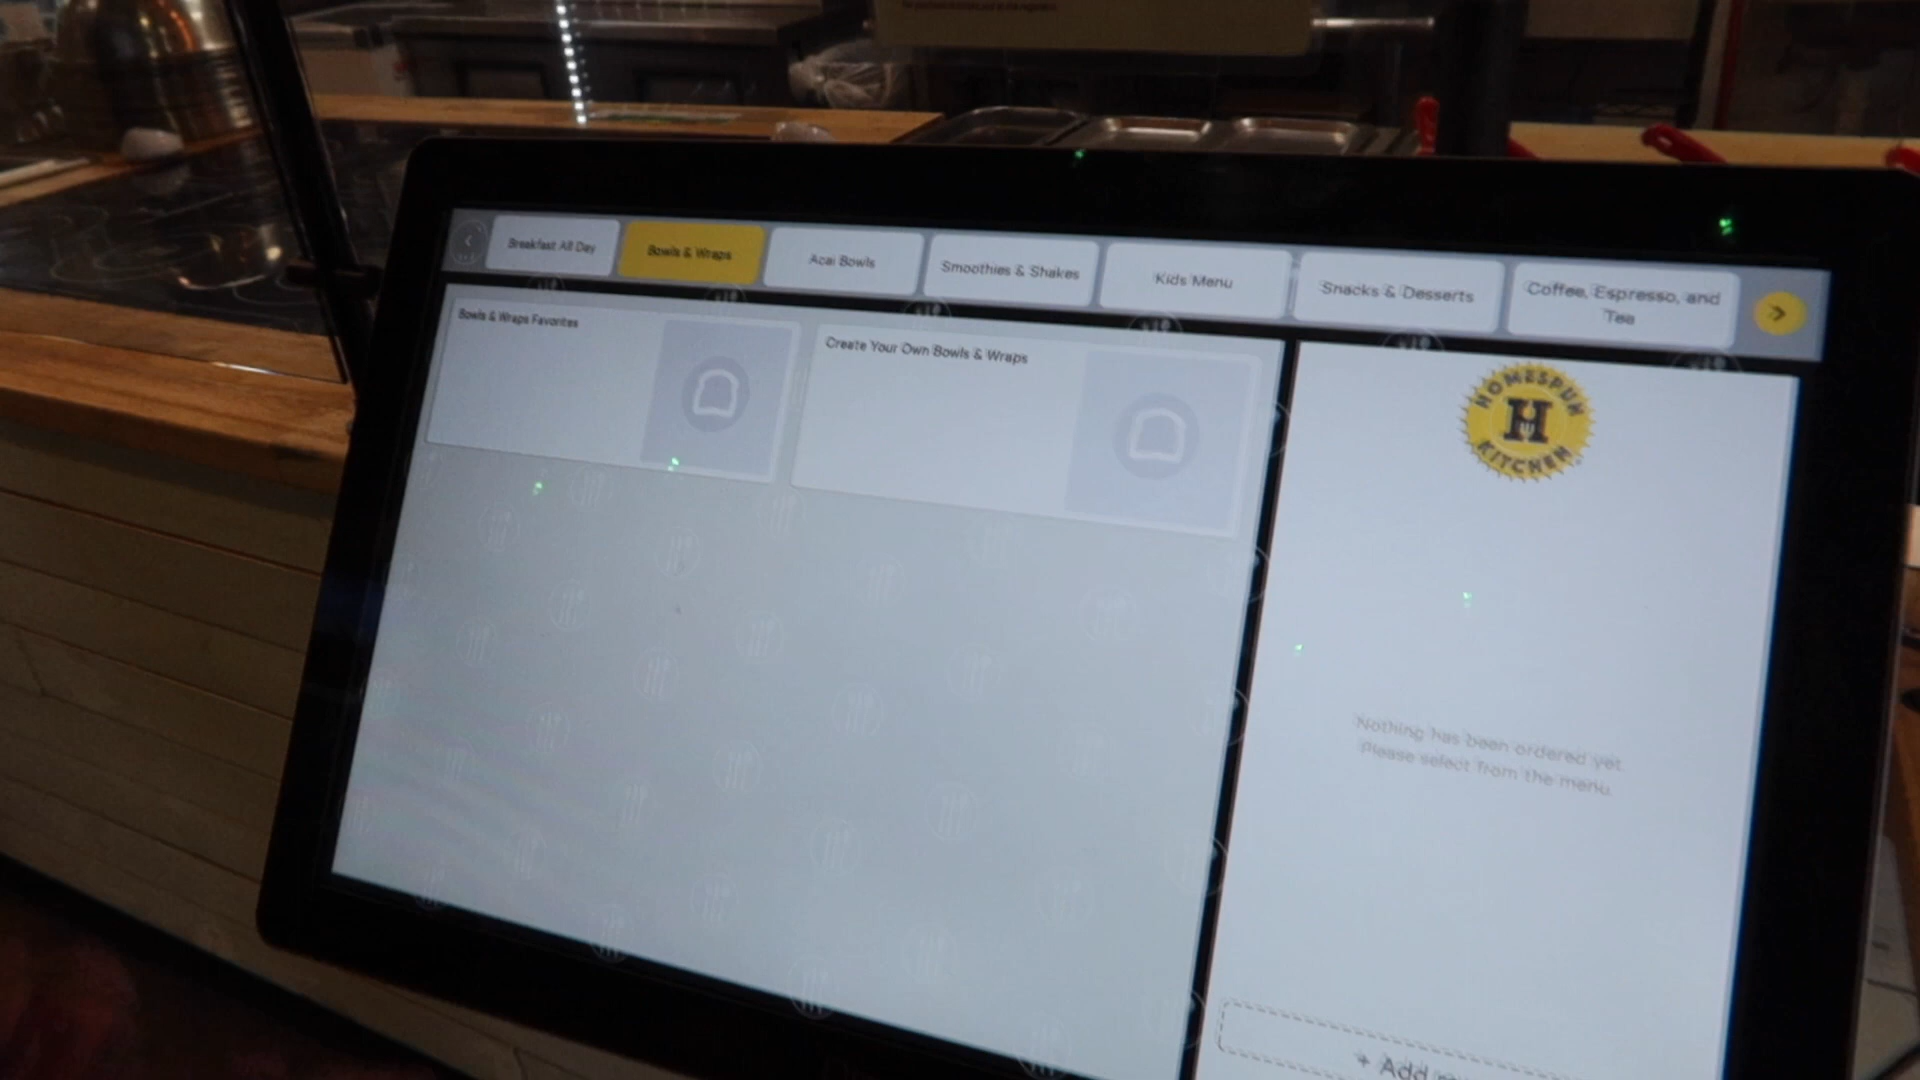 Breakfast All Day
Bowls & Wraps
Acai Bowls
Smoothies & Shakes
Kids Menu
Snacks & Desserts
Coffee, Espresso, and
Tea
Bowls & Wraps Favorites
Create Your Own Bowls & Wraps
HOMESPUN
H
KITCHEN
Nothing has been ordered yet.
Please select from the menu.
+ Add